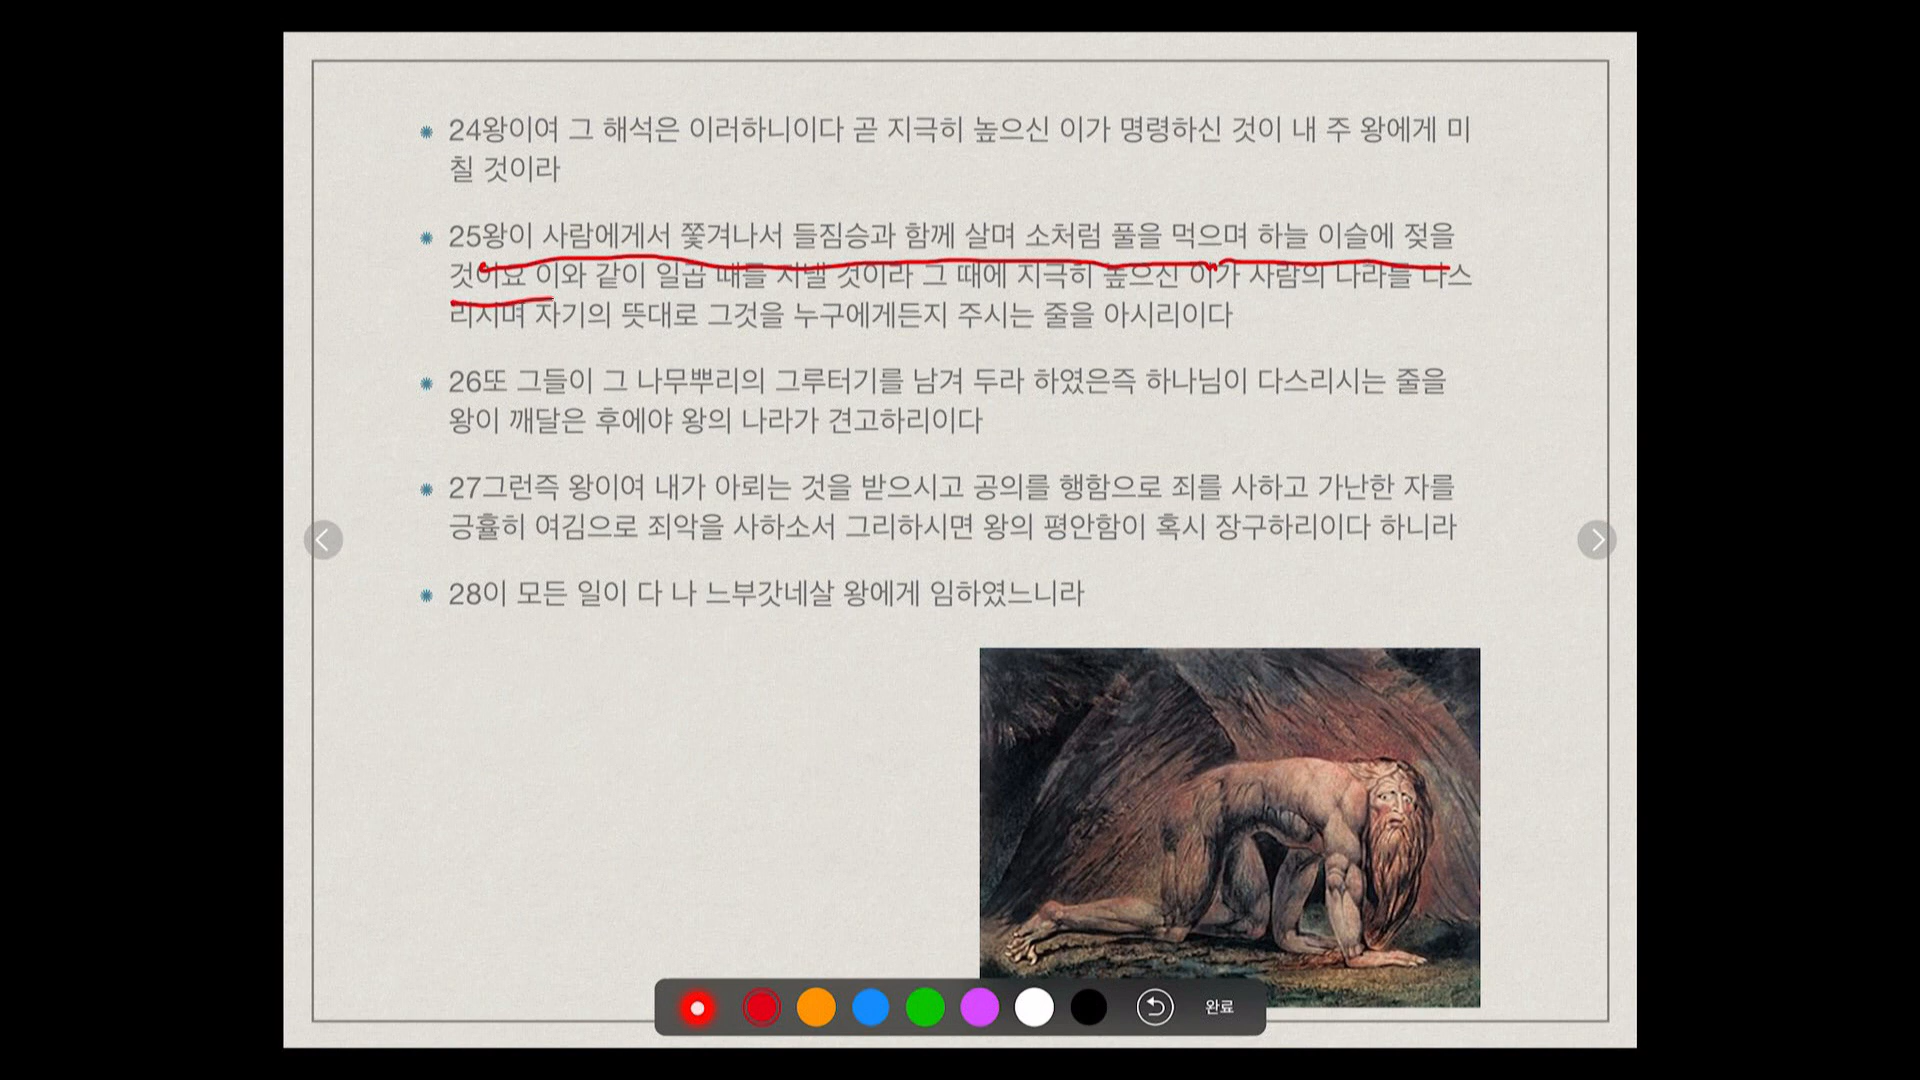 24왕이여 그 해석은 이러하니이다 곧 지극히 높으신 이가 명령하신 것이 내 주 왕에게 미
칠 것이라
25왕이 사람에게서 쫓겨나서 들짐승과 함께 살며 소처럼 풀을 먹으며 하늘 이슬에 젖을
것이요 이와 같이 일곱 때를 지낼 것이라 그 때에 지극히 높으신 이가 사람의 나라를 다스
리시며 자기의 뜻대로 그것을 누구에게든지 주시는 줄을 아시리이다
26또 그들이 그 나무뿌리의 그루터기를 남겨 두라 하였은즉 하나님이 다스리시는 줄을
왕이 깨달은 후에야 왕의 나라가 견고하리이다
27그런즉 왕이여 내가 아뢰는 것을 받으시고 공의를 행함으로 죄를 사하고 가난한 자를
긍휼히 여김으로 죄악을 사하소서 그리하시면 왕의 평안함이 혹시 장구하리이다 하니라
28이 모든 일이 다 나 느부갓네살 왕에게 임하였느니라
완료